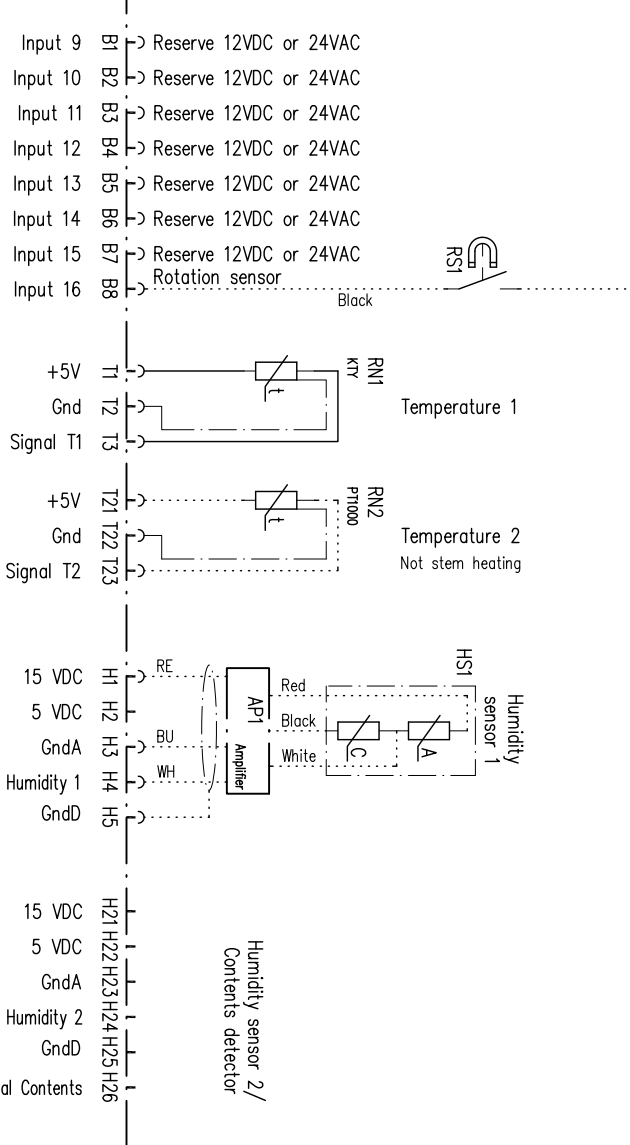 Input 9 B1 Reserve 12VDC or 24VAC
Input 10 B2 Reserve 12VDC or 24VAC
Input 11 B3 Reserve 12VDC or 24VAC
Input 12 B4 Reserve 12VDC or 24VAC
Input 13 B5 Reserve 12VDC or 24VAC
Input 14 B6 Reserve 12VDC or 24VAC
Input 15 B7 Reserve 12VDC or 24VAC
Rotation sensor
Input 16 B8
Black
RS1
+5V T1
Gnd T2
Signal T1 T3
t
RN1
KTY
Temperature 1
+5V T21
Gnd T22
Signal T2 T23
t
RN2
PT1000
Temperature 2
Not stem heating
15 VDC H1 RE
5 VDC H2
GndA H3 BU
Humidity 1 H4 WH
GndD H5
AP1
Amplifier
Red
Black
White
C
A
HS1
Humidity
sensor 1
15 VDC H21
5 VDC H22
GndA H23
Humidity 2 H24
GndD H25
al Contents H26
Humidity sensor 2/
Contents detector